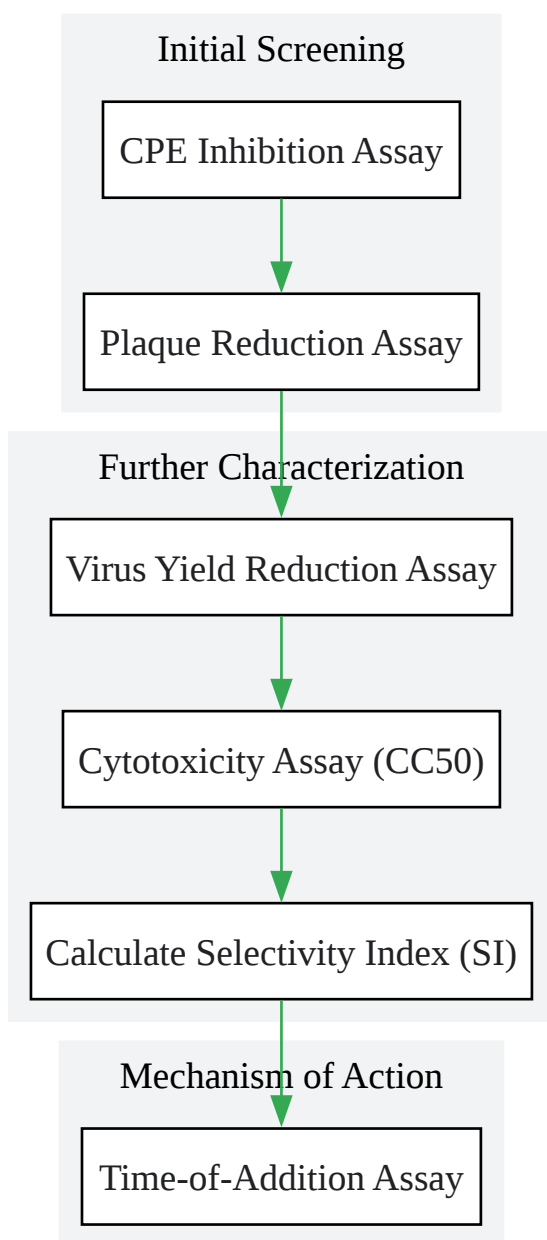 Initial Screening
CPE Inhibition Assay
Plaque Reduction Assay
Further Characterization
Virus Yield Reduction Assay
Cytotoxicity Assay (CC50)
Calculate Selectivity Index (SI)
Mechanism of Action
Time-of-Addition Assay